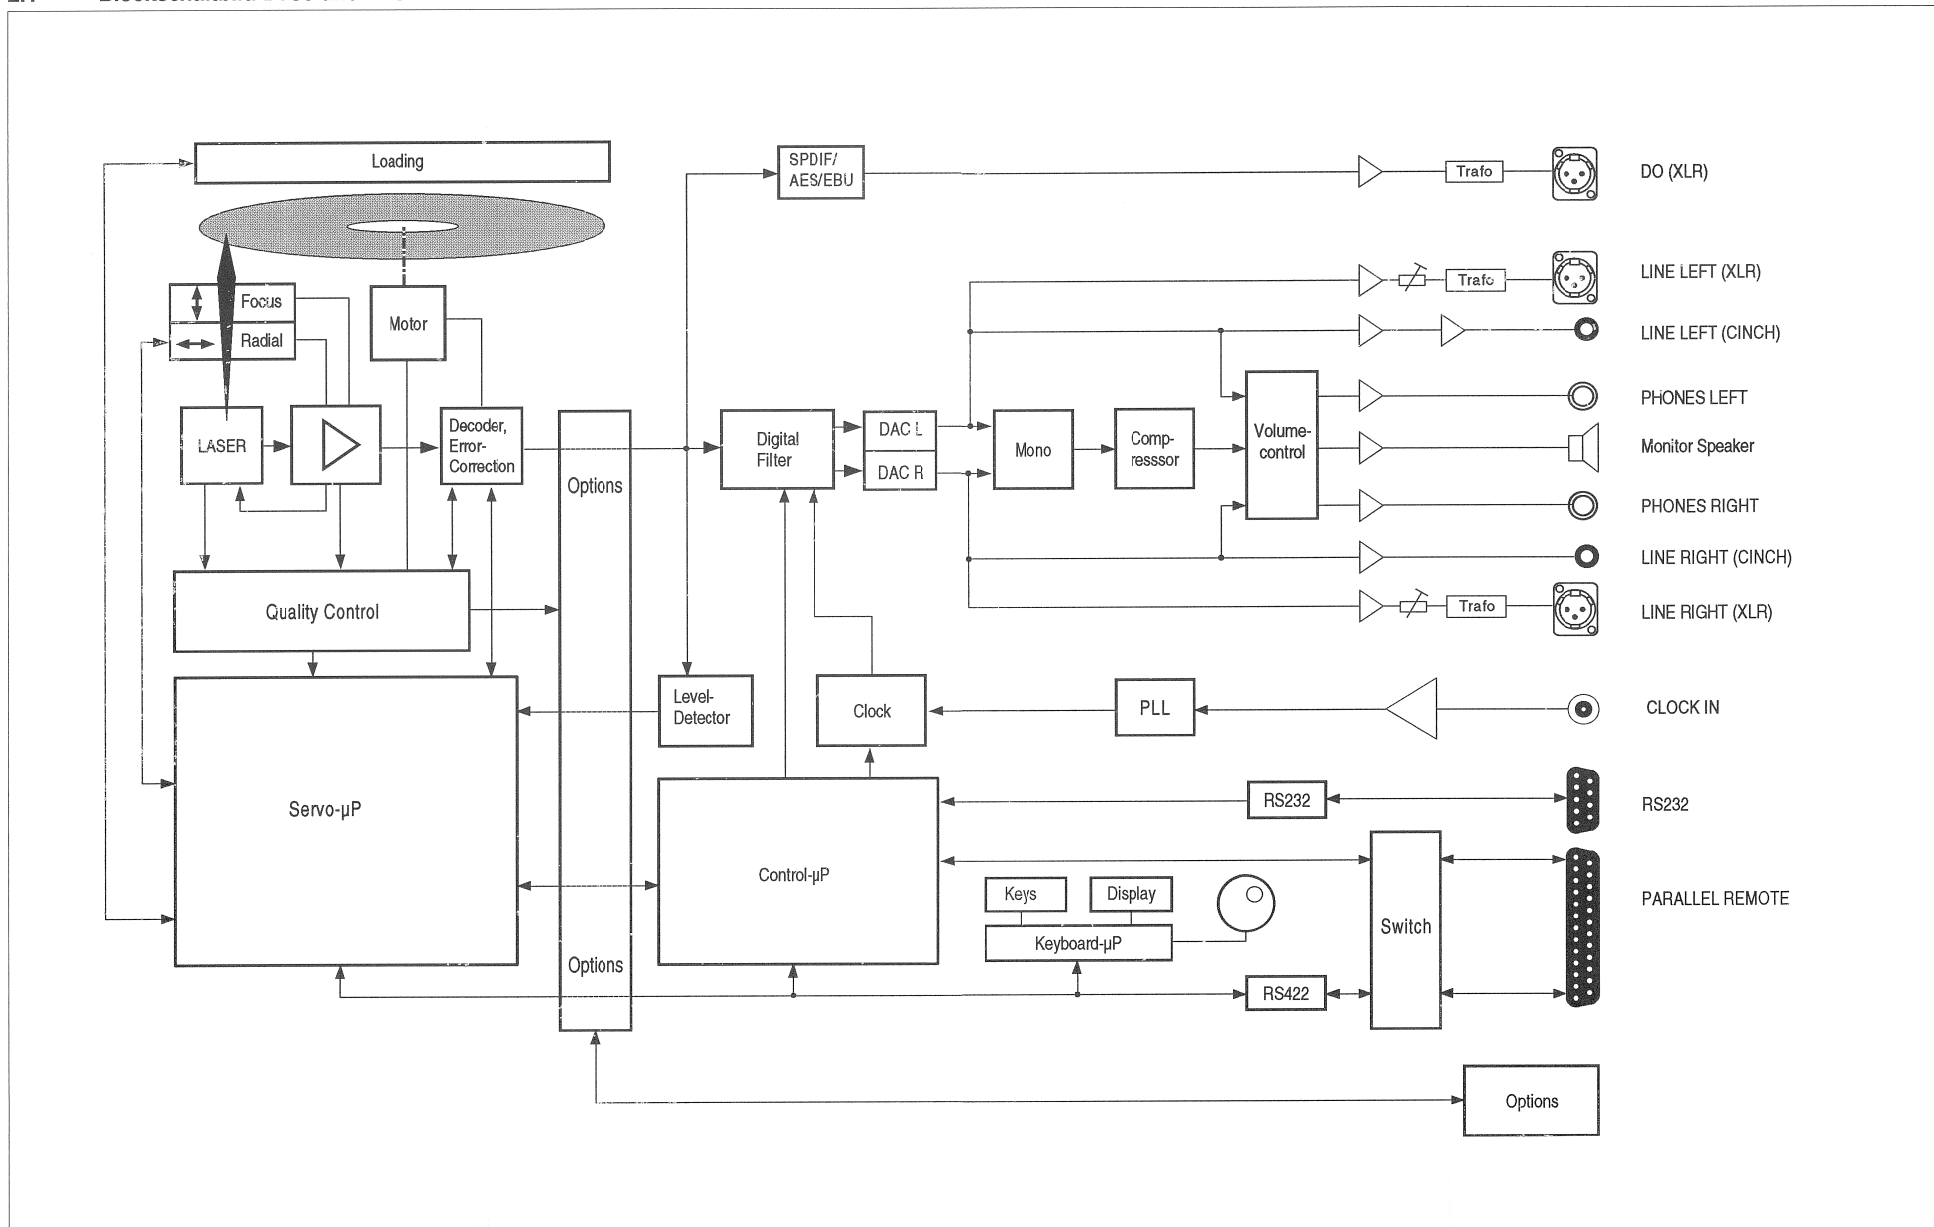 Loading
SPDIF/
AES/EBU
Trafo
DO (XLR)
Focus
Radial
Motor
Trafo
LINE LEFT (XLR)
LINE LEFT (CINCH)
LASER
Decoder,
Error-
Correction
Options
Digital
Filter
DAC L
DAC R
Mono
Comp-
resssor
Volume-
control
PHONES LEFT
Monitor Speaker
PHONES RIGHT
LINE RIGHT (CINCH)
Trafo
LINE RIGHT (XLR)
Quality Control
Level-
Detector
Clock
PLL
CLOCK IN
Servo-µP
Control-µP
RS232
RS232
Keys
Display
Keyboard-µP
Switch
PARALLEL REMOTE
Options
RS422
Options